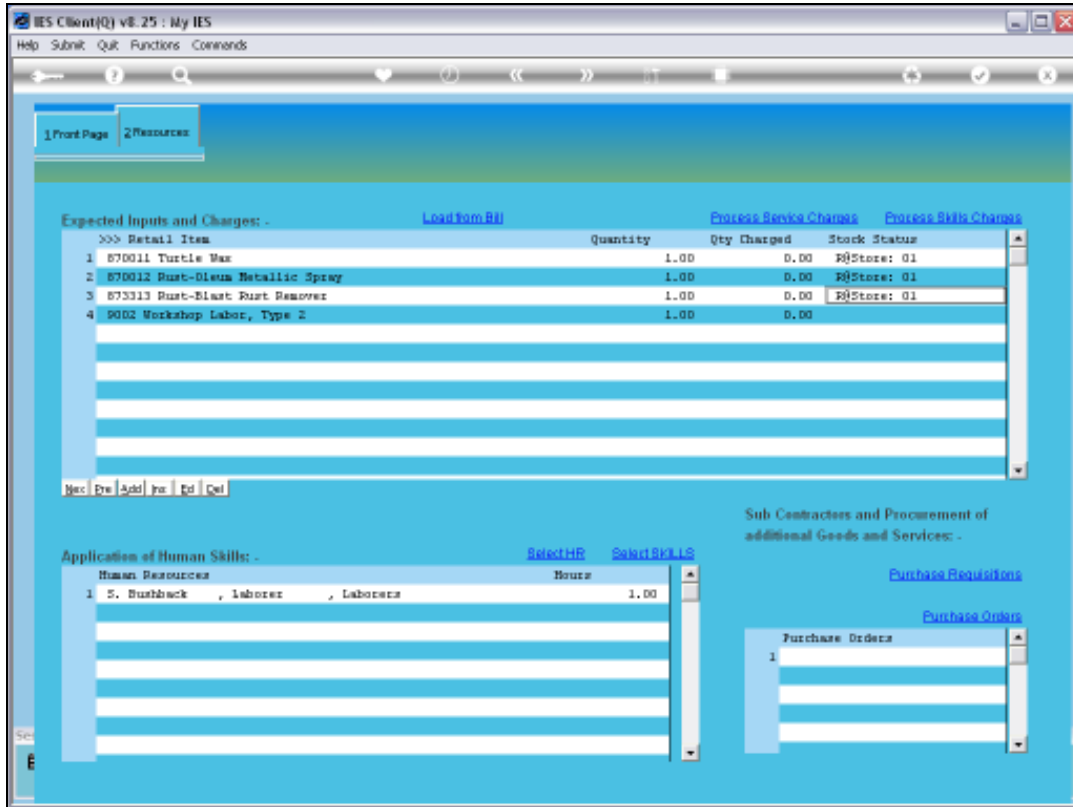 IES Client(Q) v8.25 : My IES
Help Submit Quit Functions Commands
1 Front Page 2 Resources
Expected Inputs and Charges: - Load from Bill Process Service Charges Process Skills Charges
>>> Retail Item Quantity Qty Charged Stock Status
1 870011 Turtle Wax 1.00 0.00 R@Store: 01
2 870012 Rust-Oleum Metallic Spray 1.00 0.00 R@Store: 01
3 873313 Rust-Blast Rust Remover 1.00 0.00 R@Store: 01
4 9002 Workshop Labor, Type 2 1.00 0.00
Nex Pre Add Ins Ed Del
Sub Contractors and Procurement of
additional Goods and Services: -
Application of Human Skills: - Select HR Select SKILLS
Human Resources Hours
Purchase Requisitions
1 S. Bushback , laborer , Laborers 1.00
Purchase Orders
Purchase Orders
1